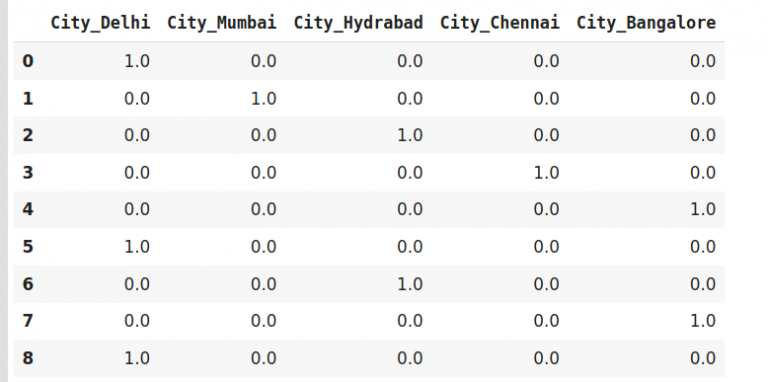 City_Delhi City_Mumbai City_Hydrabad City_Chennai City_Bangalore
0 1.0 0.0 0.0 0.0 0.0
1 0.0 1.0 0.0 0.0 0.0
2 0.0 0.0 1.0 0.0 0.0
3 0.0 0.0 0.0 1.0 0.0
4 0.0 0.0 0.0 0.0 1.0
5 1.0 0.0 0.0 0.0 0.0
6 0.0 0.0 1.0 0.0 0.0
7 0.0 0.0 0.0 0.0 1.0
8 1.0 0.0 0.0 0.0 0.0